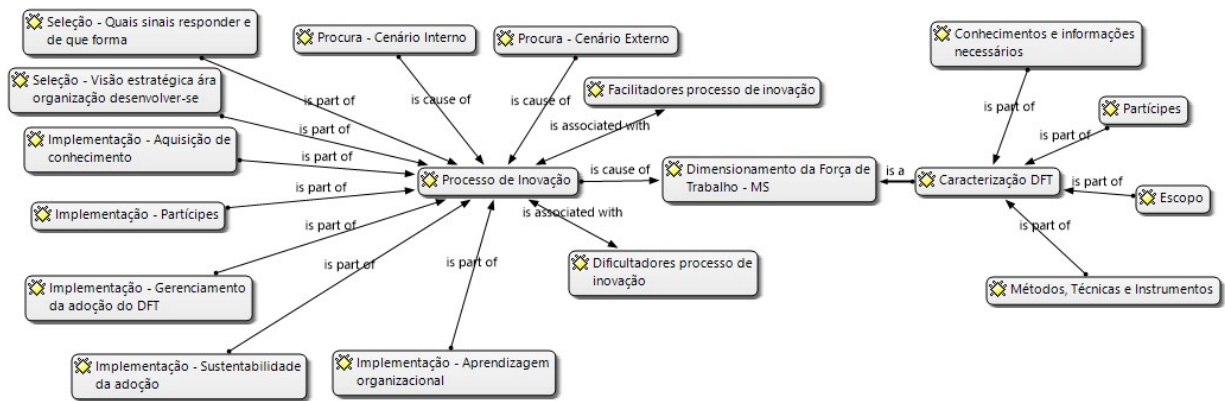 Seleção - Quais sinais responder e
de que forma
Procura - Cenário Interno
Procura - Cenário Externo
Conhecimentos e informações
necessários
Seleção - Visão estratégica ára
organização desenvolver-se
Facilitadores processo de inovação
is part of
is cause of
is cause of
is part of
Partícipes
is part of
is associated with
is part of
Implementação - Aquisição de
conhecimento
is part of
Processo de Inovação
is cause of
Dimensionamento da Força de
Trabalho - MS
is a
Caracterização DFT
is part of
Escopo
Implementação - Partícipes
is part of
is associated with
is part of
is part of
is part of
is part of
Dificultadores processo de
inovação
Implementação - Gerenciamento
da adoção do DFT
Métodos, Técnicas e Instrumentos
Implementação - Sustentabilidade
da adoção
Implementação - Aprendizagem
organizacional